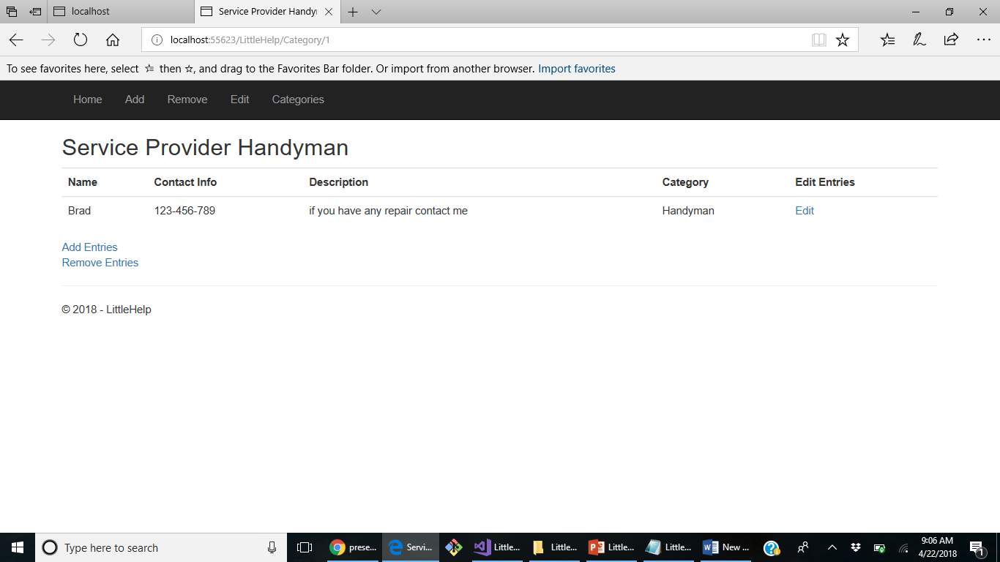 localhost
Service Provider Handy
localhost:55623/LittleHelp/Category/1
To see favorites here, select then , and drag to the Favorites Bar folder. Or import from another browser. Import favorites
Home Add Remove Edit Categories
Service Provider Handyman
Name Contact Info Description Category Edit Entries
Brad 123-456-789 if you have any repair contact me Handyman Edit
Add Entries
Remove Entries
© 2018 - LittleHelp
Type here to search prese... Servi... Little... Little... Little... Little... New ...
9:06 AM
4/22/2018
1